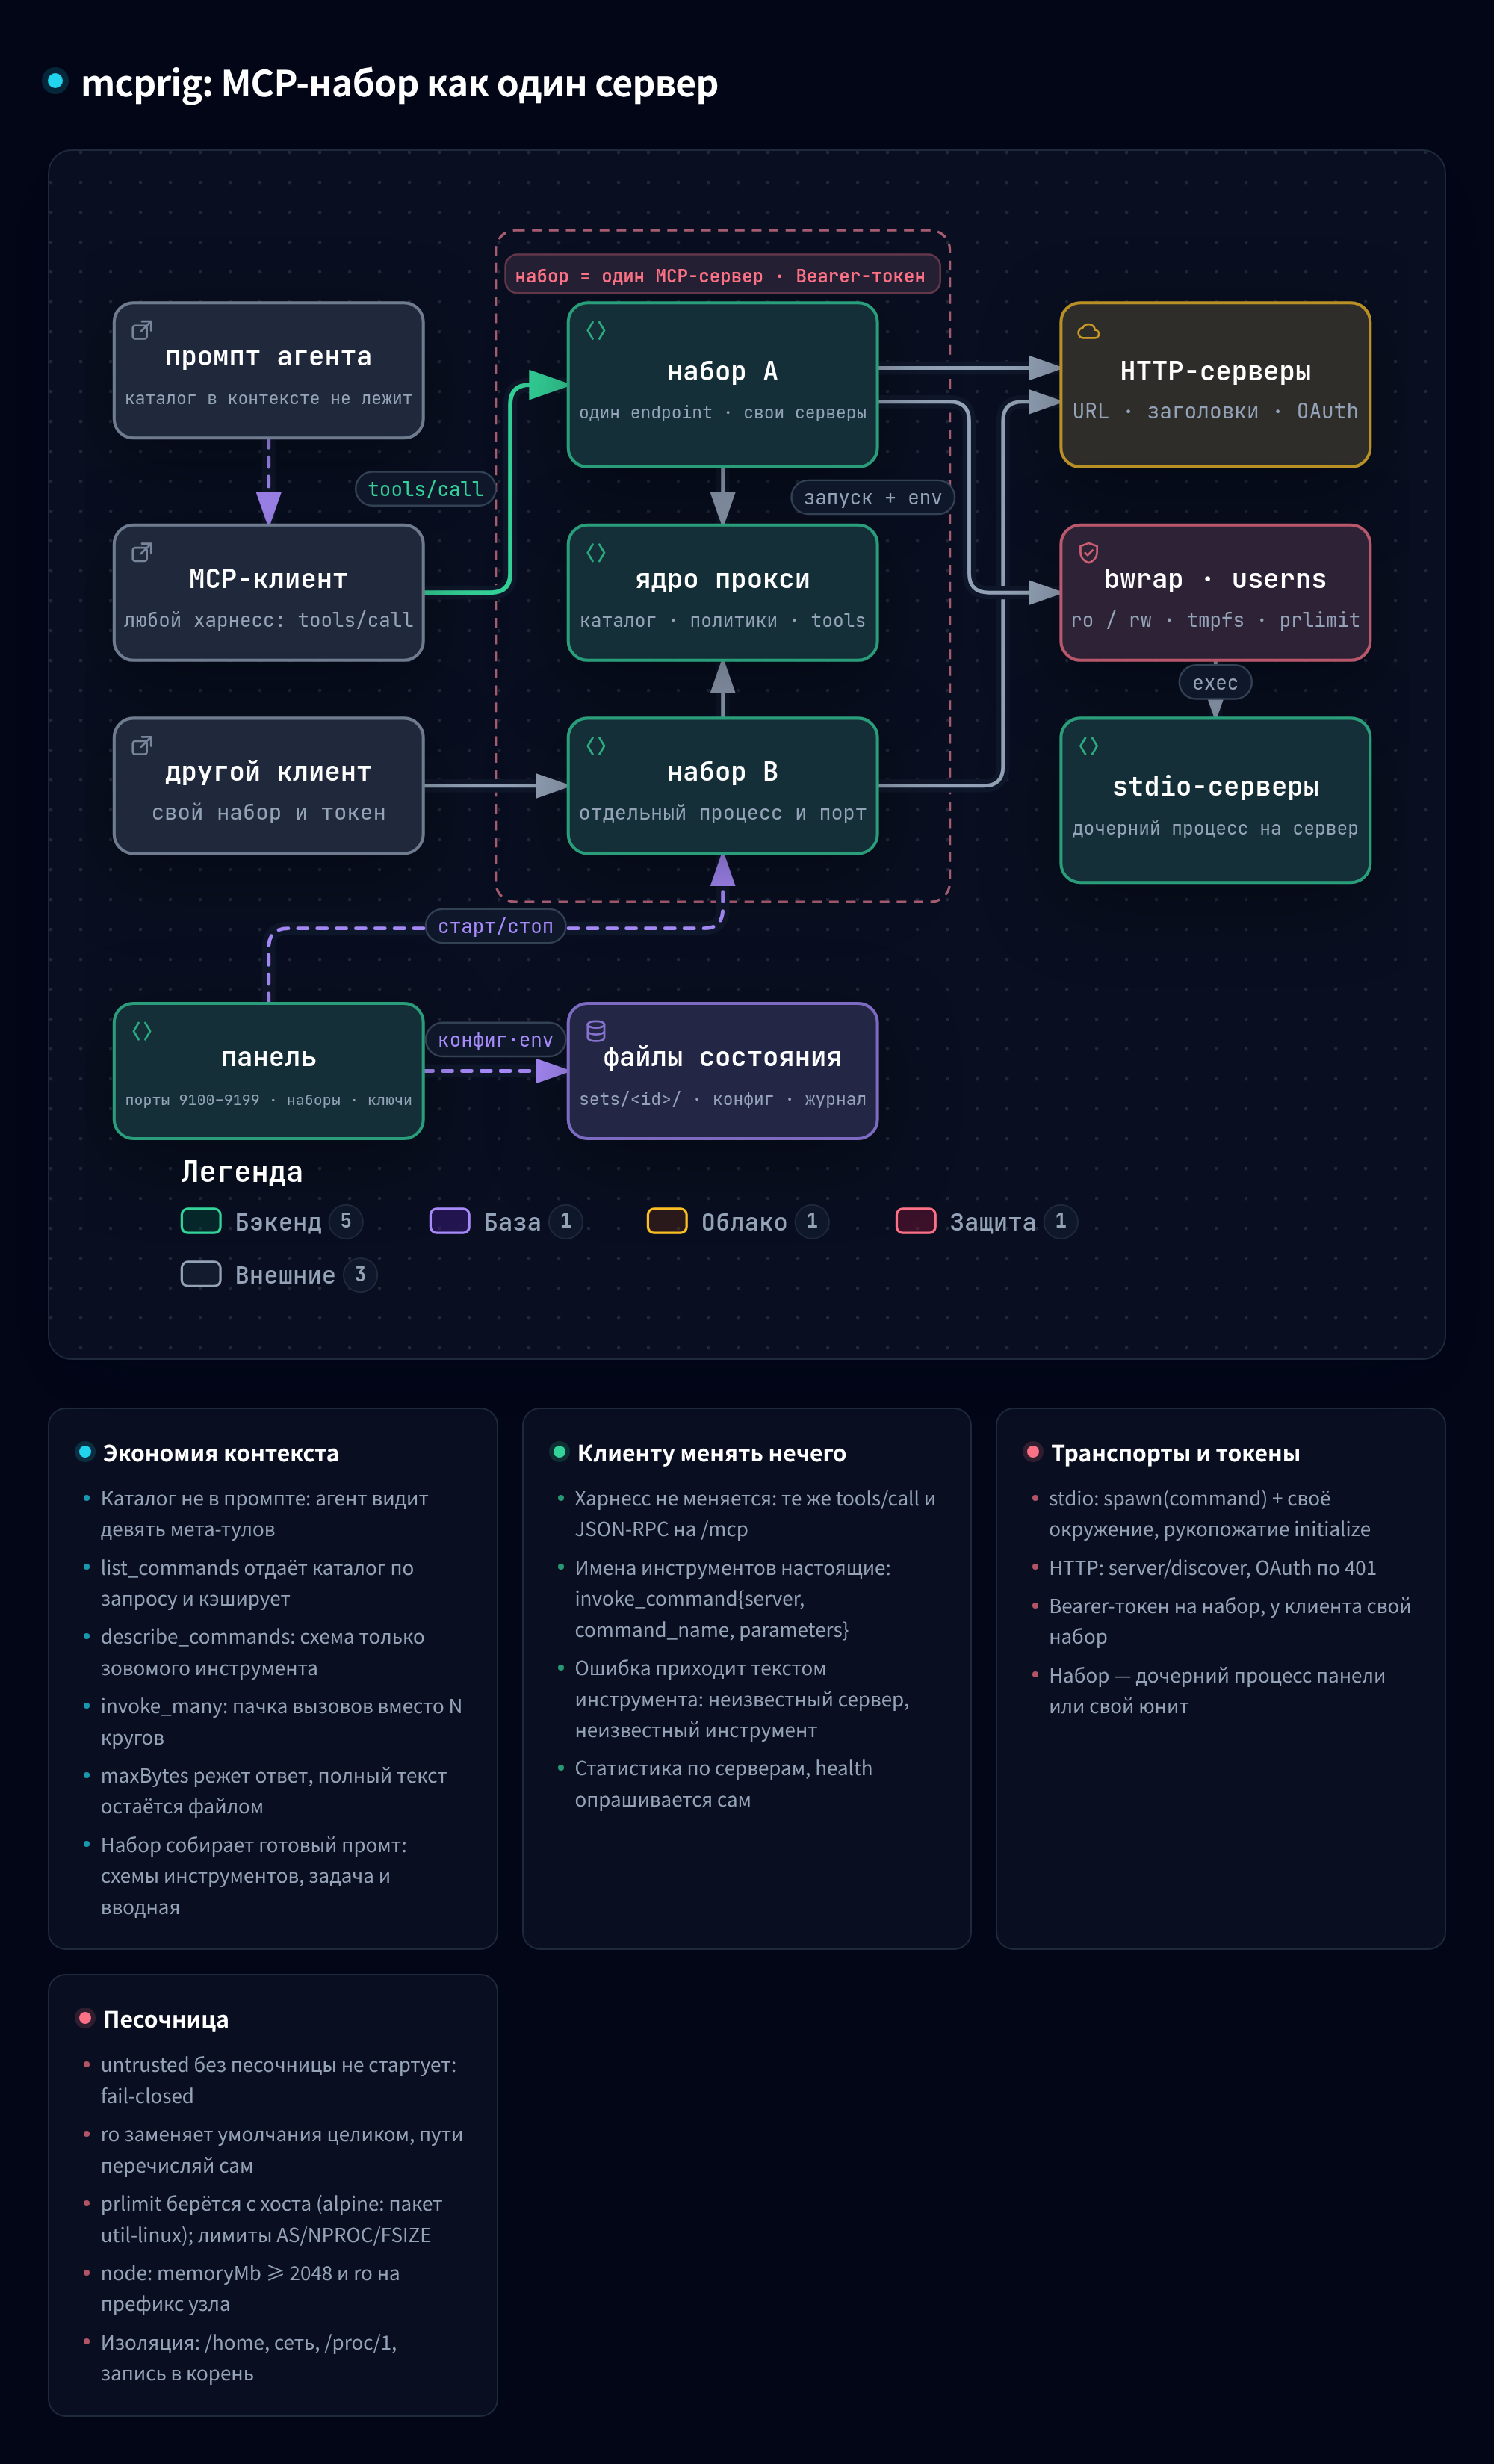 mcprig: MCP-набор как один сервер
набор = один MCP-сервер · Bearer-токен
промпт агента
каталог в контексте не лежит
набор A
один endpoint · свои серверы
HTTP-серверы
URL · заголовки · OAuth
tools/call
запуск + env
MCP-клиент
любой харнесс: tools/call
ядро прокси
каталог · политики · tools
bwrap · userns
ro / rw · tmpfs · prlimit
exec
другой клиент
свой набор и токен
набор B
отдельный процесс и порт
stdio-серверы
дочерний процесс на сервер
старт/стоп
панель
порты 9100–9199 · наборы · ключи
конфиг·env
файлы состояния
sets/<id>/ · конфиг · журнал
Легенда
Бэкенд 5
База 1
Облако 1
Защита 1
Внешние 3
Экономия контекста
Каталог не в промпте: агент видит
девять мета-тулов
list_commands отдаёт каталог по
запросу и кэширует
describe_commands: схема только
зовомого инструмента
invoke_many: пачка вызовов вместо N
кругов
maxBytes режет ответ, полный текст
остаётся файлом
Набор собирает готовый промт:
схемы инструментов, задача и
вводная
Клиенту менять нечего
Харнесс не меняется: те же tools/call и
JSON-RPC на /mcp
Имена инструментов настоящие:
invoke_command{server,
command_name, parameters}
Ошибка приходит текстом
инструмента: неизвестный сервер,
неизвестный инструмент
Статистика по серверам, health
опрашивается сам
Транспорты и токены
stdio: spawn(command) + своё
окружение, рукопожатие initialize
HTTP: server/discover, OAuth по 401
Bearer-токен на набор, у клиента свой
набор
Набор — дочерний процесс панели
или свой юнит
Песочница
untrusted без песочницы не стартует:
fail-closed
ro заменяет умолчания целиком, пути
перечисляй сам
prlimit берётся с хоста (alpine: пакет
util-linux); лимиты AS/NPROC/FSIZE
node: memoryMb ⩾ 2048 и ro на
префикс узла
Изоляция: /home, сеть, /proc/1,
запись в корень